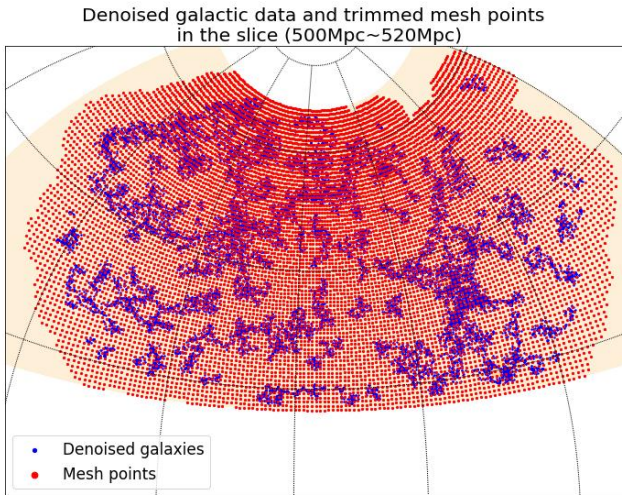 Denoised galactic data and trimmed mesh points
in the slice (500Mpc~520Mpc)
Denoised galaxies
Mesh points